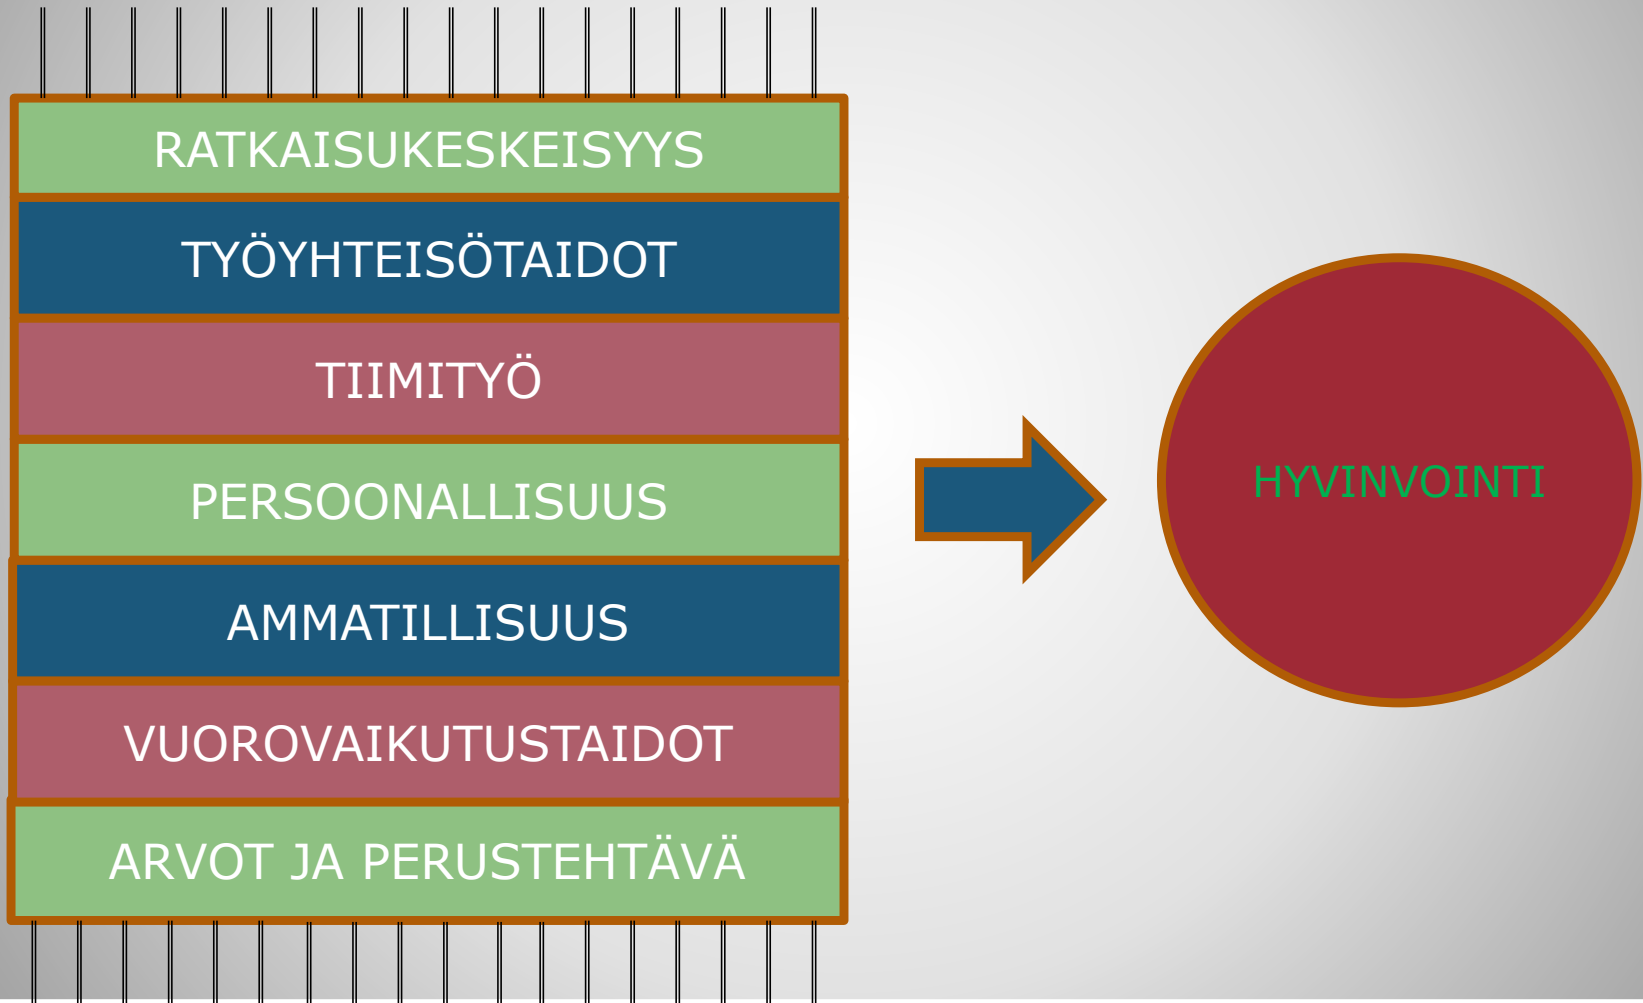 RATKAISUKESKEISYYS
TYÖYHTEISÖTAIDOT
TIIMITYÖ
PERSOONALLISUUS
AMMATILLISUUS
VUOROVAIKUTUSTAIDOT
ARVOT JA PERUSTEHTÄVÄ
HYVINVOINTI